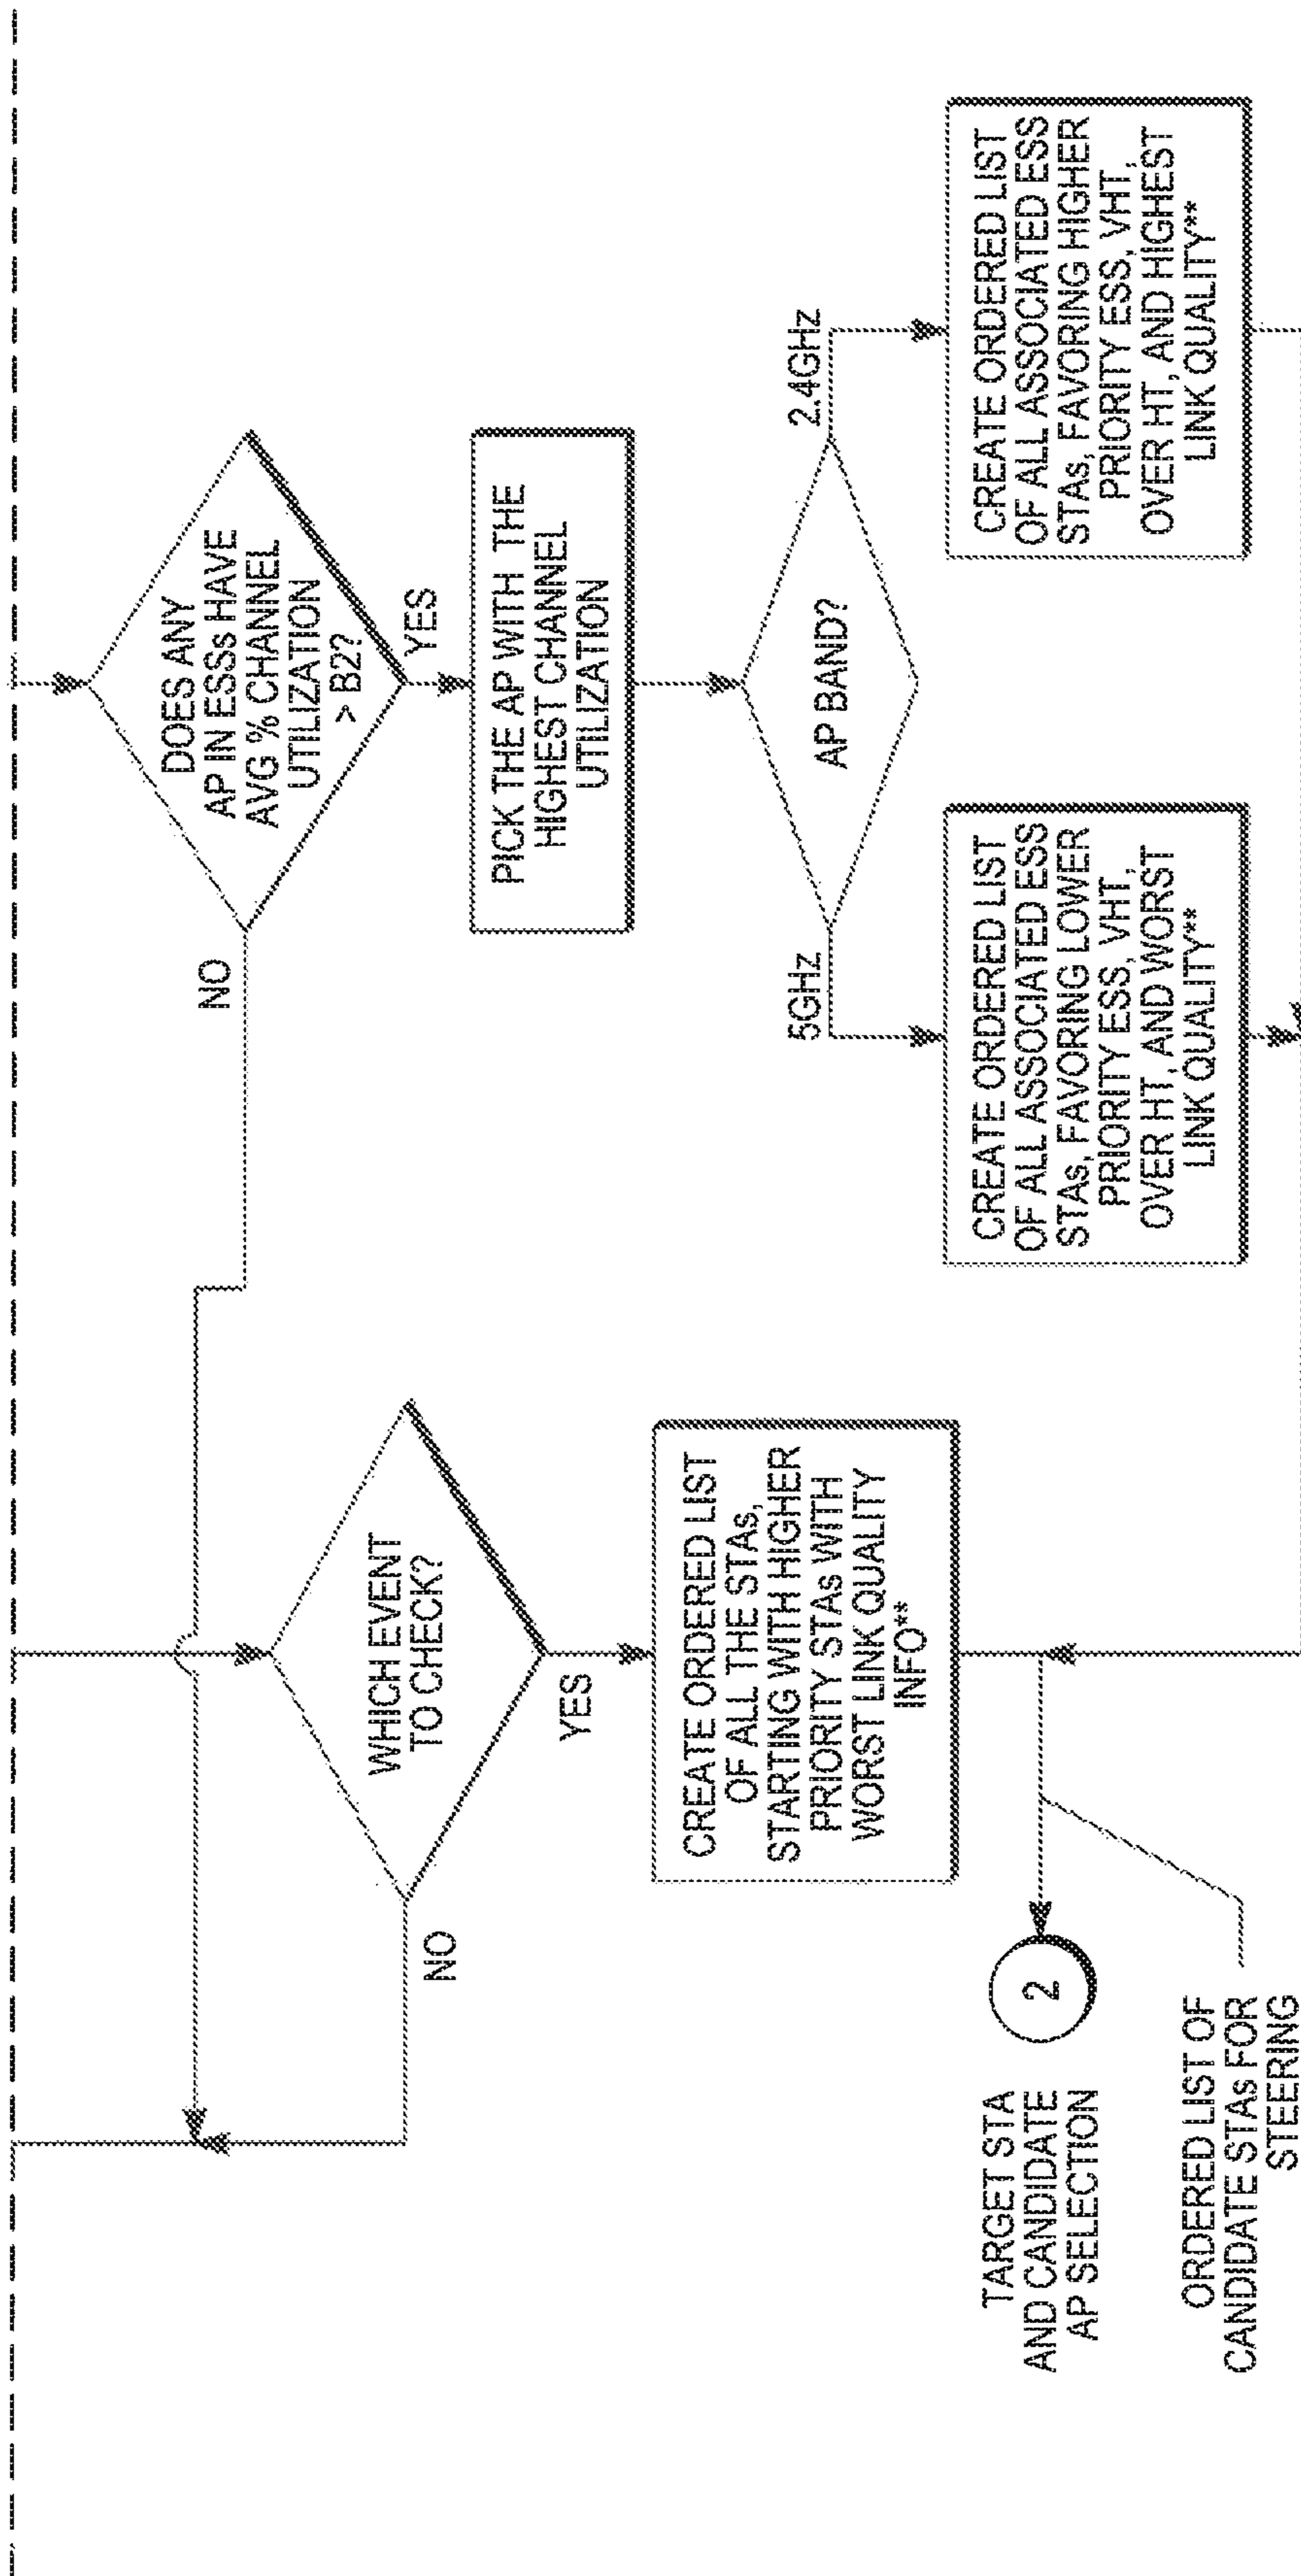 DOES ANY
AP IN ESSs HAVE
AVG % CHANNEL
UTILIZATION
> B2?
NO
YES
PICK THE AP WITH THE
HIGHEST CHANNEL
UTILIZATION
AP BAND?
5GHz
2.4GHz
CREATE ORDERED LIST
OF ALL ASSOCIATED ESS
STAs, FAVORING LOWER
PRIORITY ESS, VHT,
OVER HT, AND WORST
LINK QUALITY**
CREATE ORDERED LIST
OF ALL ASSOCIATED ESS
STAs, FAVORING HIGHER
PRIORITY ESS, VHT,
OVER HT, AND HIGHEST
LINK QUALITY**
WHICH EVENT
TO CHECK?
NO
YES
CREATE ORDERED LIST
OF ALL THE STAs,
STARTING WITH HIGHER
PRIORITY STAs WITH
WORST LINK QUALITY
INFO**
2
TARGET STA
AND CANDIDATE
AP SELECTION
ORDERED LIST OF
CANDIDATE STAs FOR
STEERING